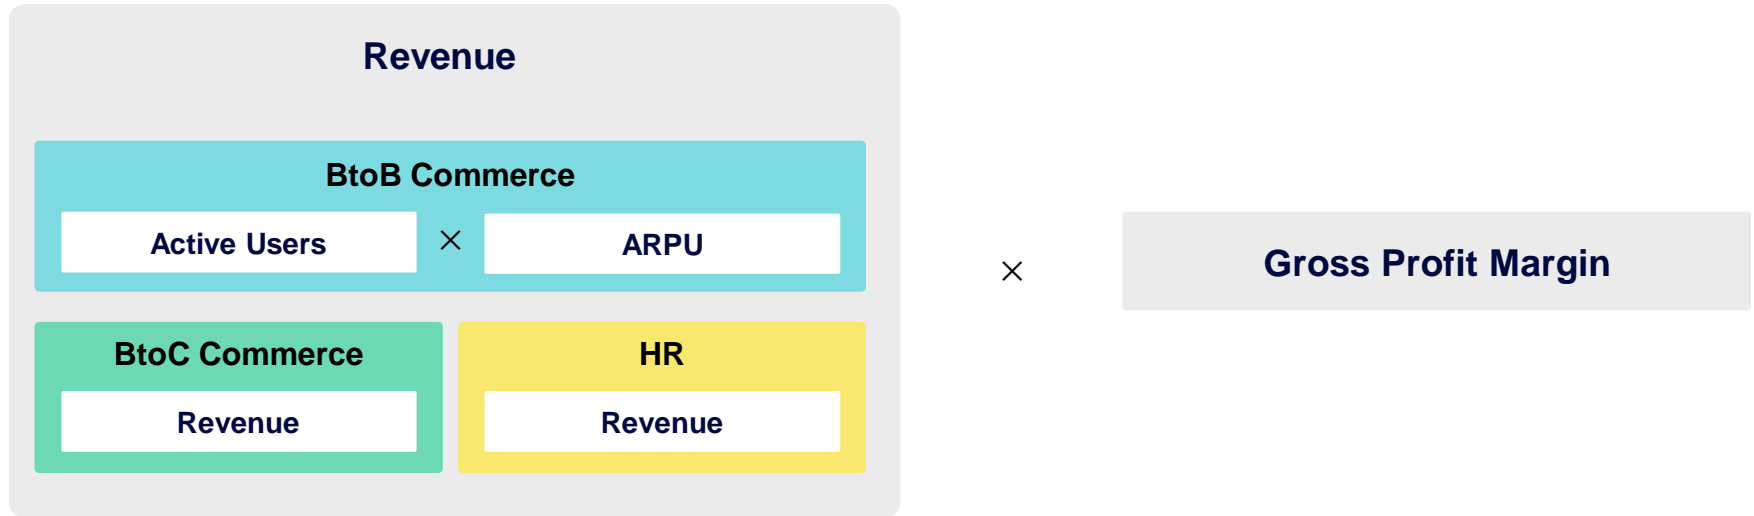 Revenue
BtoB Commerce
Active Users × ARPU
× Gross Profit Margin
BtoC Commerce
Revenue
HR
Revenue